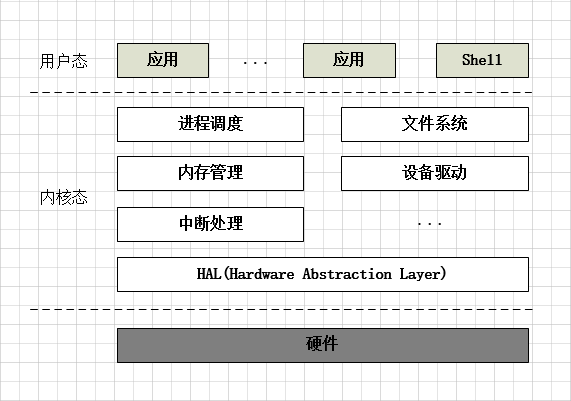 用户态
应用
...
应用
Shell
进程调度
文件系统
内核态
内存管理
设备驱动
中断处理
...
HAL(Hardware Abstraction Layer)
硬件